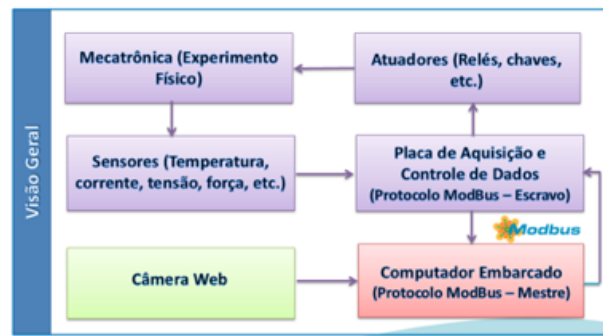 Visão Geral
Mecatrônica (Experimento
Físico)
Atuadores (Relés, chaves,
etc.)
Sensores (Temperatura,
corrente, tensão, força, etc.)
Placa de Aquisição e
Controle de Dados
(Protocolo ModBus – Escravo)
Modbus
Câmera Web
Computador Embarcado
(Protocolo ModBus – Mestre)